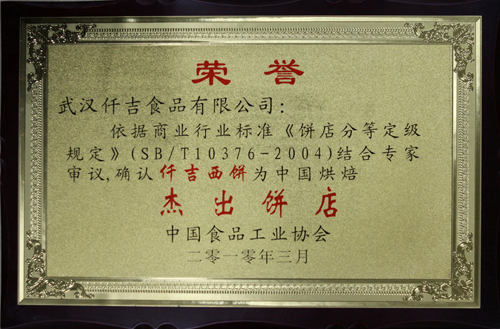 荣誉
武汉仟吉食品有限公司:
依据商业行业标准《饼店分等定级
规定》(SB/T10376-2004)结合专家
审议,确认仟吉西饼为中国烘焙
杰出饼店
中国食品工业协会
二零一零年三月